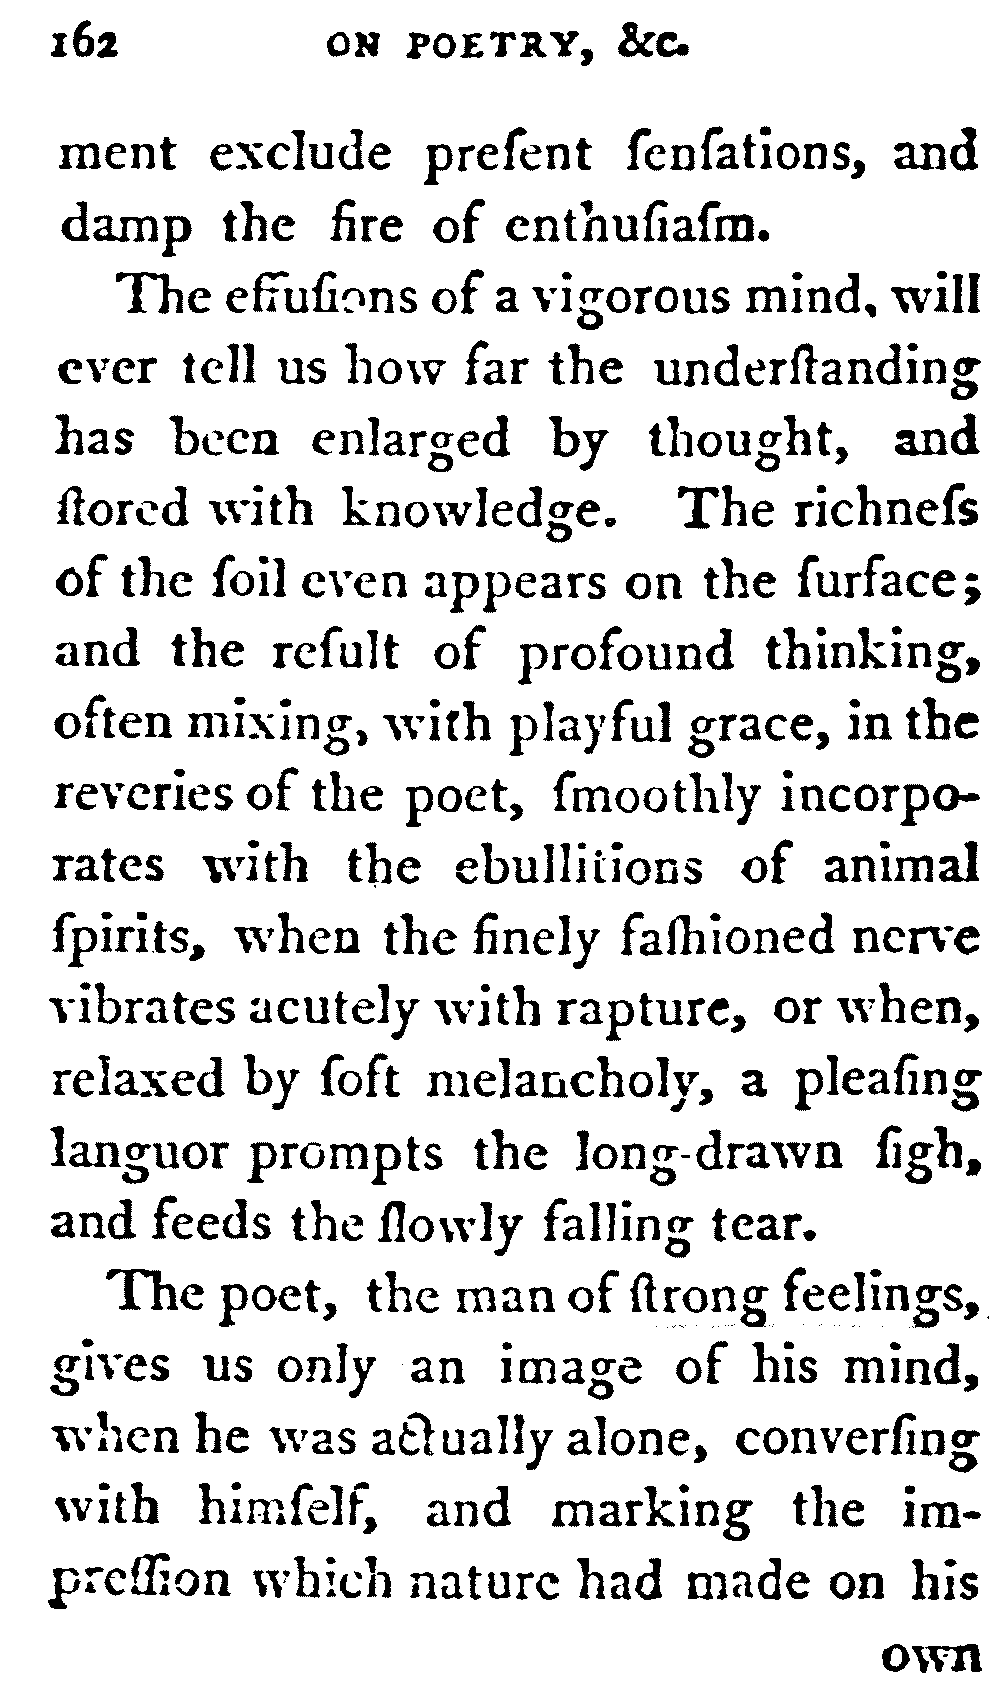 162 ON POETRY, &c.
ment exclude preſent ſenſations, and
damp the fire of enthuſiaſm.
The effuſions of a vigorous mind, will
ever tell us how far the underſtanding
has been enlarged by thought, and
ſtored with knowledge. The richneſs
of the ſoil even appears on the ſurface;
and the reſult of profound thinking,
often mixing, with playful grace, in the
reveries of the poet, ſmoothly incorpo-
rates with the ebullitions of animal
ſpirits, when the finely faſhioned nerve
vibrates acutely with rapture, or when,
relaxed by ſoft melancholy, a pleaſing
languor prompts the long-drawn ſigh,
and feeds the ſlowly falling tear.
The poet, the man of ſtrong feelings,
gives us only an image of his mind,
when he was actually alone, converſing
with himſelf, and marking the im-
preſſion which nature had made on his
own